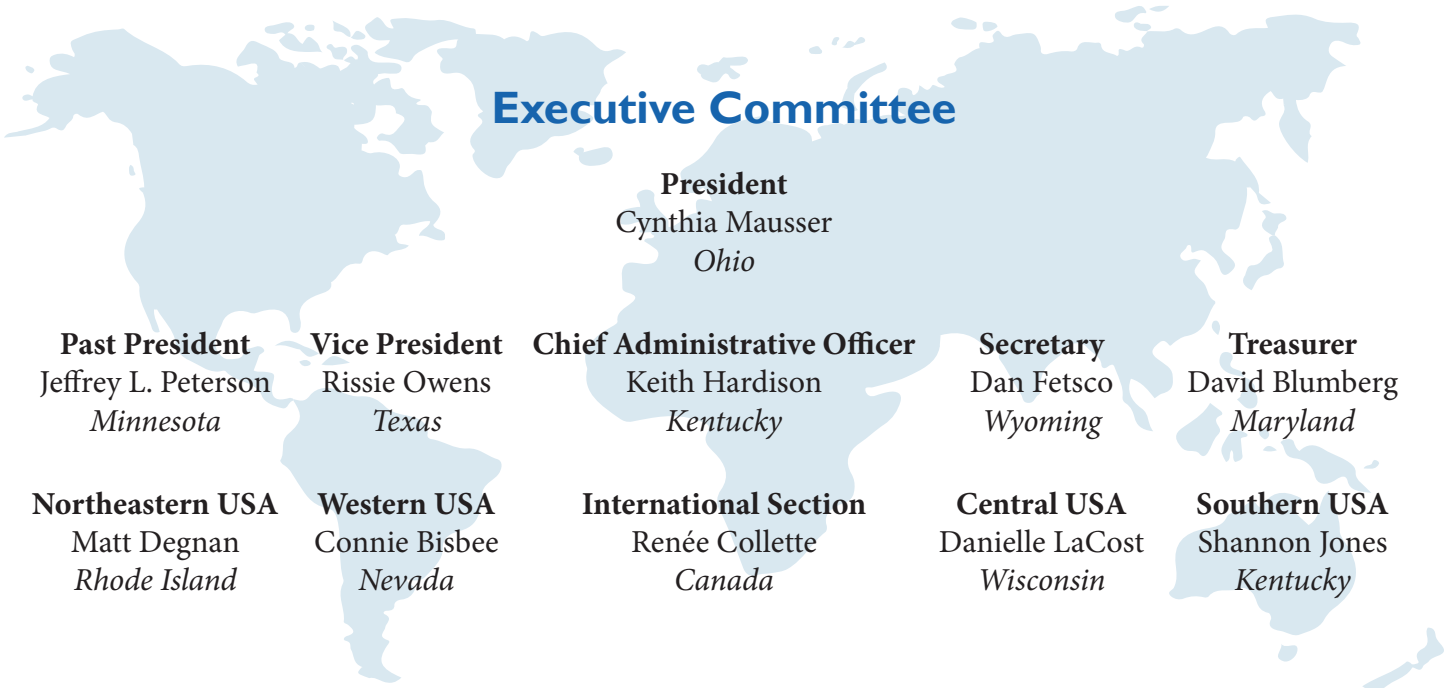 Executive Committee
President
Cynthia Mausser
Ohio
Past President
Jeffrey L. Peterson
Minnesota
Vice President
Rissie Owens
Texas
Chief Administrative Officer
Keith Hardison
Kentucky
Secretary
Dan Fetsco
Wyoming
Treasurer
David Blumberg
Maryland
Northeastern USA
Matt Degnan
Rhode Island
Western USA
Connie Bisbee
Nevada
International Section
Renée Collette
Canada
Central USA
Danielle LaCost
Wisconsin
Southern USA
Shannon Jones
Kentucky